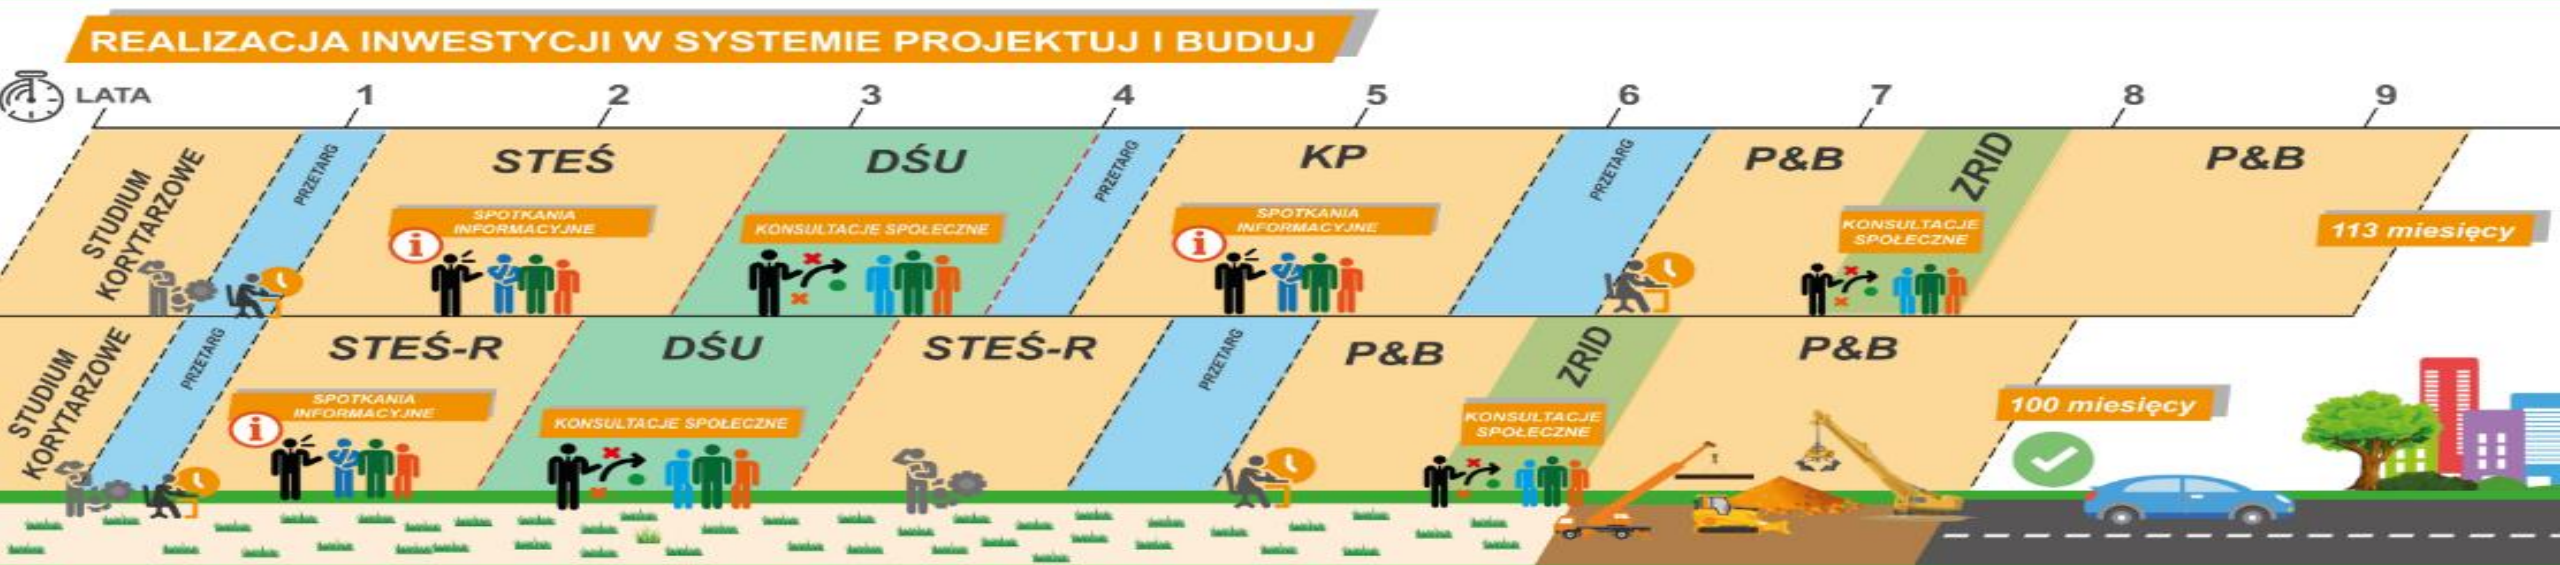 REALIZACJA INWESTYCJI W SYSTEMIE PROJEKTUJ I BUDUJ
LATA 1 2 3 4 5 6 7 8 9
STUDIUM
KORYTARZOWE
PRZETARG
STEŚ
SPOTKANIA
INFORMACYJNE
i
DŚU
KONSULTACJE SPOŁECZNE
PRZETARG
KP
SPOTKANIA
INFORMACYJNE
i
PRZETARG
P&B
ZRID
KONSULTACJE
SPOŁECZNE
P&B
113 miesięcy
STUDIUM
KORYTARZOWE
PRZETARG
STEŚ-R
SPOTKANIA
INFORMACYJNE
i
DŚU
KONSULTACJE SPOŁECZNE
STEŚ-R
PRZETARG
P&B
ZRID
KONSULTACJE
SPOŁECZNE
P&B
100 miesięcy